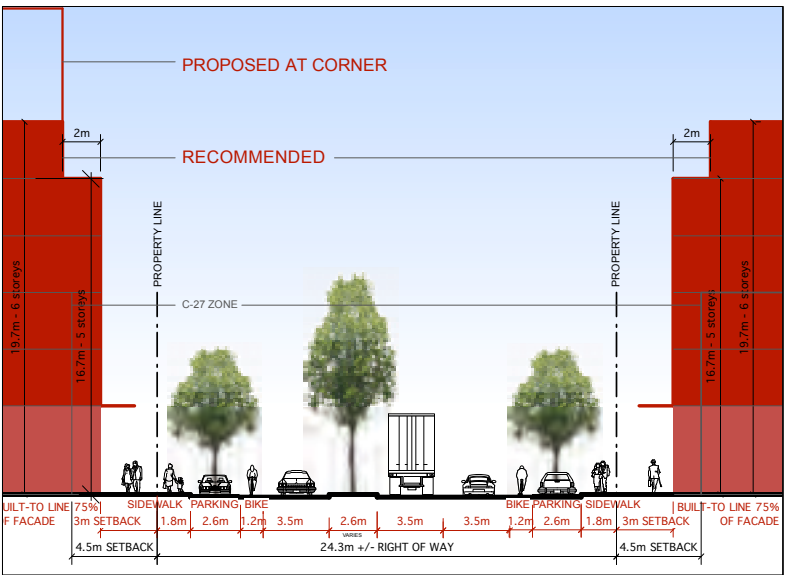 PROPOSED AT CORNER
2m
2m
RECOMMENDED
PROPERTY LINE
PROPERTY LINE
19.7m - 6 storeys
16.7m - 5 storeys
C-27 ZONE
16.7m - 5 storeys
19.7m - 6 storeys
UILT-TO LINE 75% SIDEWALK PARKING BIKE BIKE PARKING SIDEWALK BUILT-TO LINE 75%
F FACADE 3m SETBACK 1.8m 2.6m 1.2m 3.5m 2.6m 3.5m 3.5m 1.2m 2.6m 1.8m 3m SETBACK OF FACADE
VARIES
4.5m SETBACK 24.3m +/- RIGHT OF WAY 4.5m SETBACK